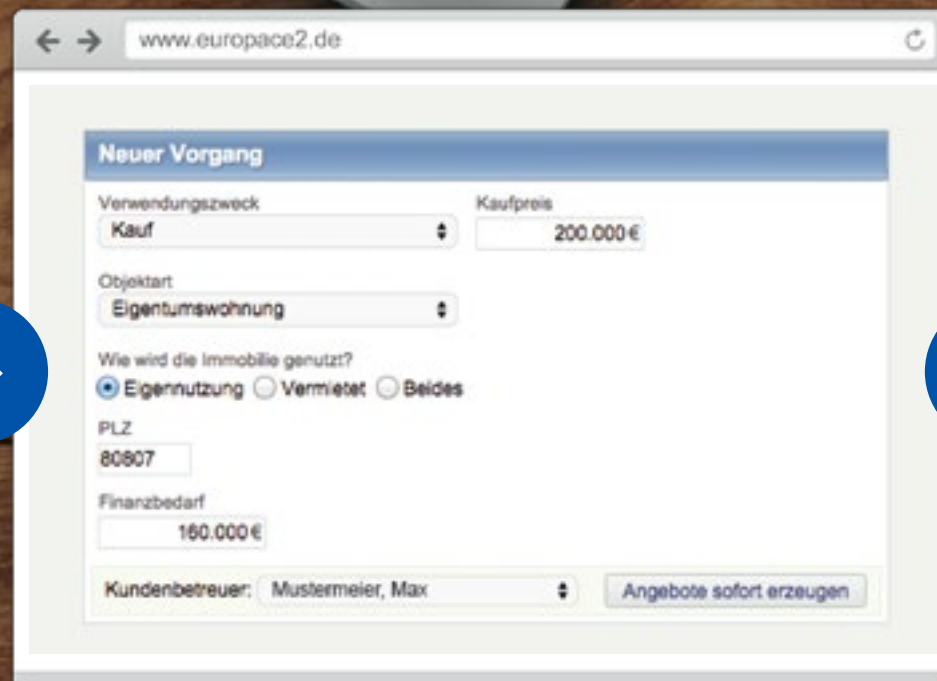 www.europace2.de
Neuer Vorgang
Verwendungszweck Kaufpreis
Kauf 200.000 €
Objektart
Eigentumswohnung
Wie wird die Immobilie genutzt?
Eigennutzung Vermietet Beides
PLZ
80807
Finanzbedarf
160.000 €
Kundenbetreuer: Mustermeier, Max Angebote sofort erzeugen